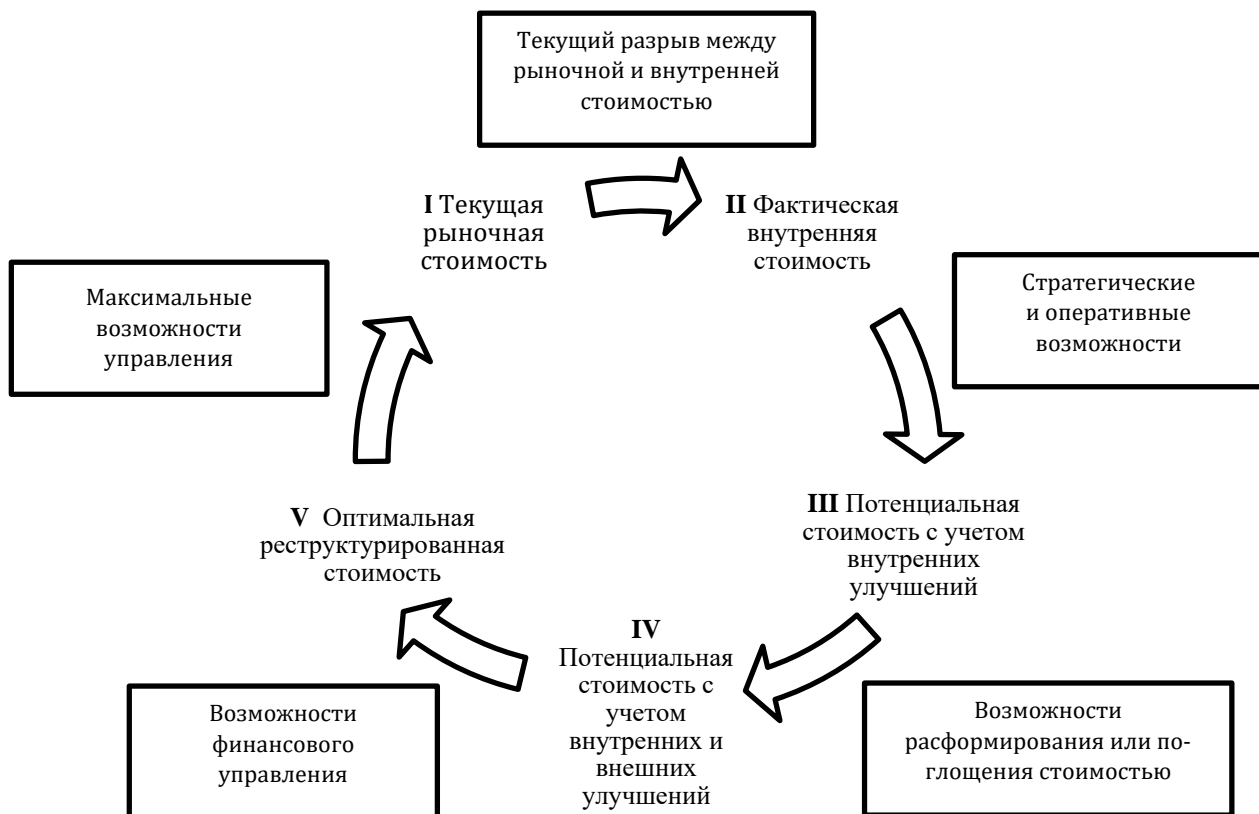 Текущий разрыв между
рыночной и внутренней
стоимостью
I Текущая
рыночная
стоимость
II Фактическая
внутренняя
стоимость
Максимальные
возможности
управления
Стратегические
и оперативные
возможности
V Оптимальная
реструктурированная
стоимость
III Потенциальная
стоимость с учетом
внутренних
улучшений
IV
Потенциальная
стоимость с
учетом
внутренних и
внешних
улучшений
Возможности
финансового
управления
Возможности
расформирования или по-
глощения стоимостью